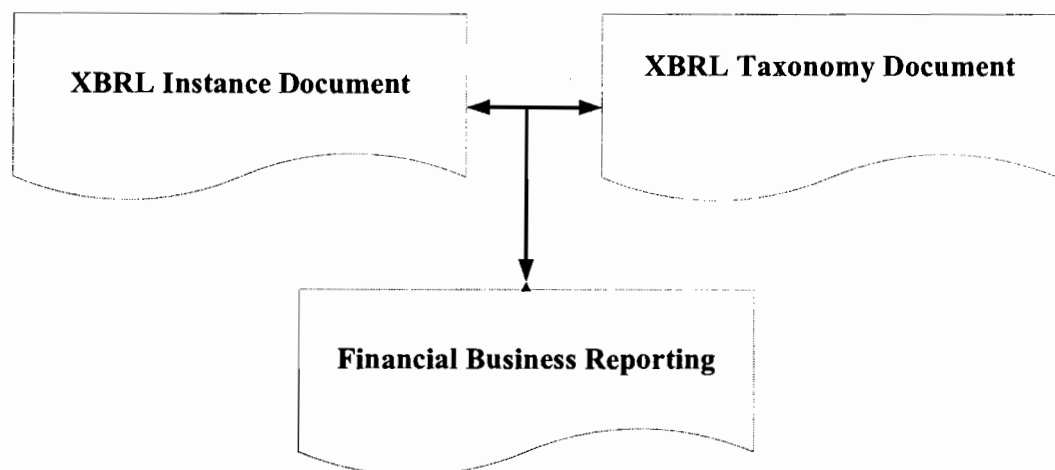 XBRL Instance Document
XBRL Taxonomy Document
Financial Business Reporting